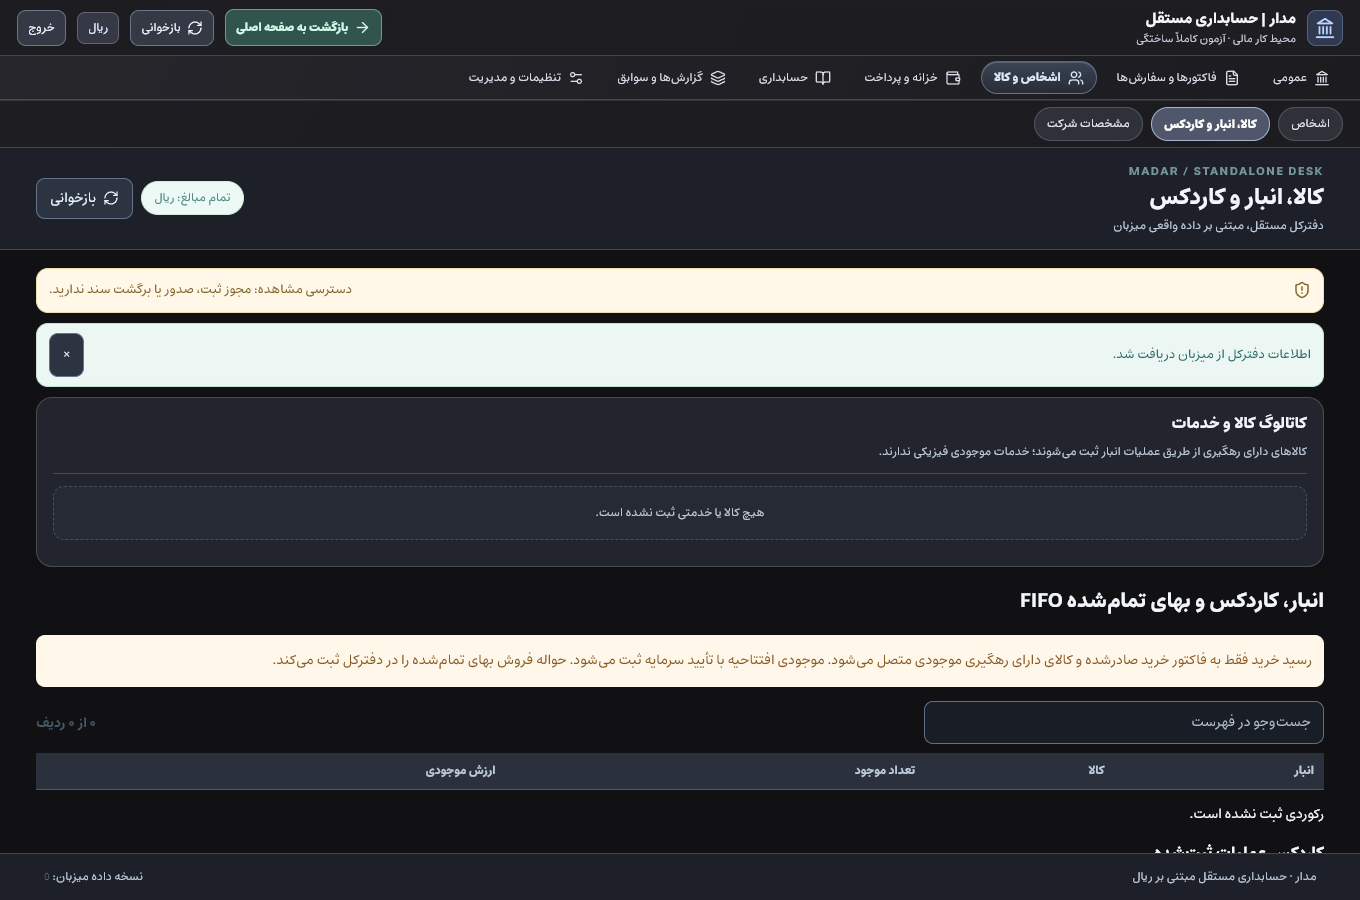 مدار | حسابداری مستقل
محیط کار مالی · آزمون کاملاً ساختگی
بازگشت به صفحه اصلی
بازخوانی
ریال
خروج
عمومی
فاکتورها و سفارش‌ها
اشخاص و کالا
خزانه و پرداخت
حسابداری
گزارش‌ها و سوابق
تنظیمات و مدیریت
اشخاص
کالا، انبار و کاردکس
مشخصات شرکت
MADAR / STANDALONE DESK
کالا، انبار و کاردکس
دفترکل مستقل، مبتنی بر داده واقعی میزبان
تمام مبالغ: ریال
بازخوانی
دسترسی مشاهده: مجوز ثبت، صدور یا برگشت سند ندارید.
اطلاعات دفترکل از میزبان دریافت شد.
×
کاتالوگ کالا و خدمات
کالاهای دارای رهگیری از طریق عملیات انبار ثبت می‌شوند؛ خدمات موجودی فیزیکی ندارند.
هیچ کالا یا خدمتی ثبت نشده است.
انبار، کاردکس و بهای تمام‌شده FIFO
رسید خرید فقط به فاکتور خرید صادرشده و کالای دارای رهگیری موجودی متصل می‌شود. موجودی افتتاحیه با تأیید سرمایه ثبت می‌شود. حواله فروش بهای تمام‌شده را در دفترکل ثبت می‌کند.
جست‌وجو در فهرست
۰ از ۰ ردیف
انبار
کالا
تعداد موجود
ارزش موجودی
رکوردی ثبت نشده است.
کاردکس عملیات ثبت‌شده
مدار · حسابداری مستقل مبتنی بر ریال
نسخه داده میزبان: